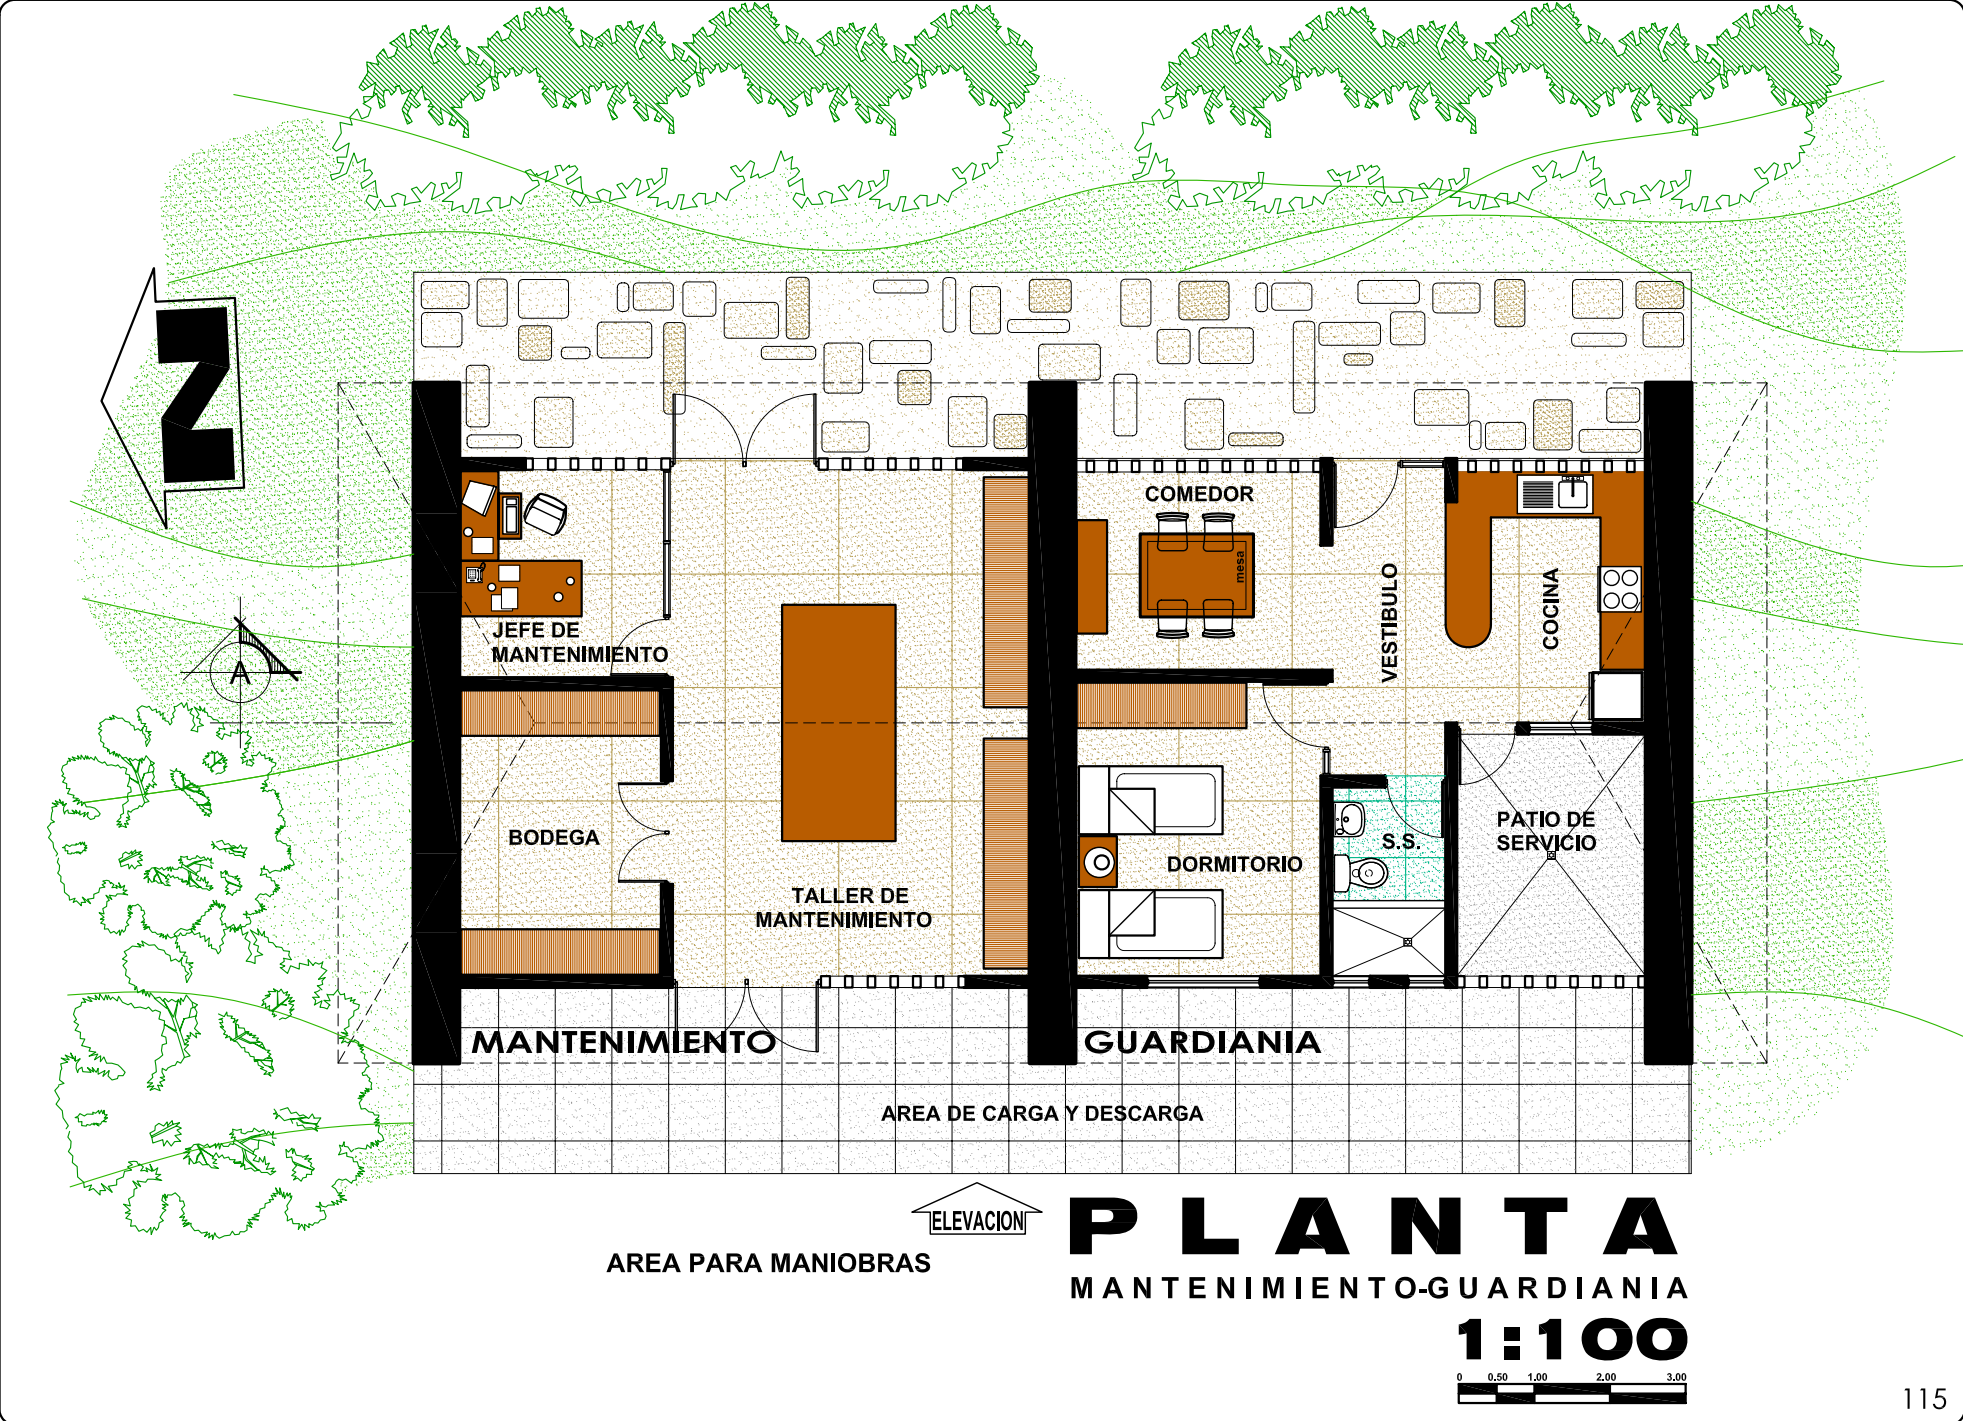 N
COMEDOR
mesa
VESTIBULO
COCINA
JEFE DE
MANTENIMIENTO
A
BODEGA
TALLER DE
MANTENIMIENTO
DORMITORIO
S.S.
PATIO DE
SERVICIO
MANTENIMIENTO
GUARDIANIA
AREA DE CARGA Y DESCARGA
ELEVACION
AREA PARA MANIOBRAS
PLANTA
MANTENIMIENTO-GUARDIANIA
1:100
0 0.50 1.00 2.00 3.00
115